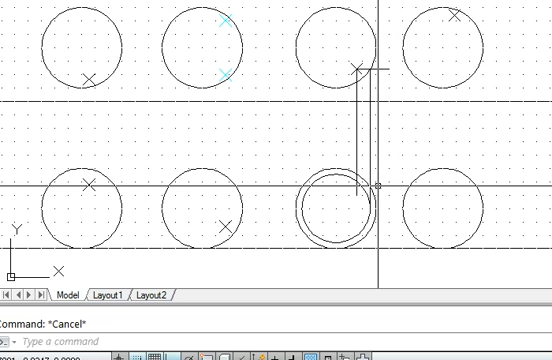 Y
X
Model Layout1 Layout2
Command: *Cancel*
Type a command